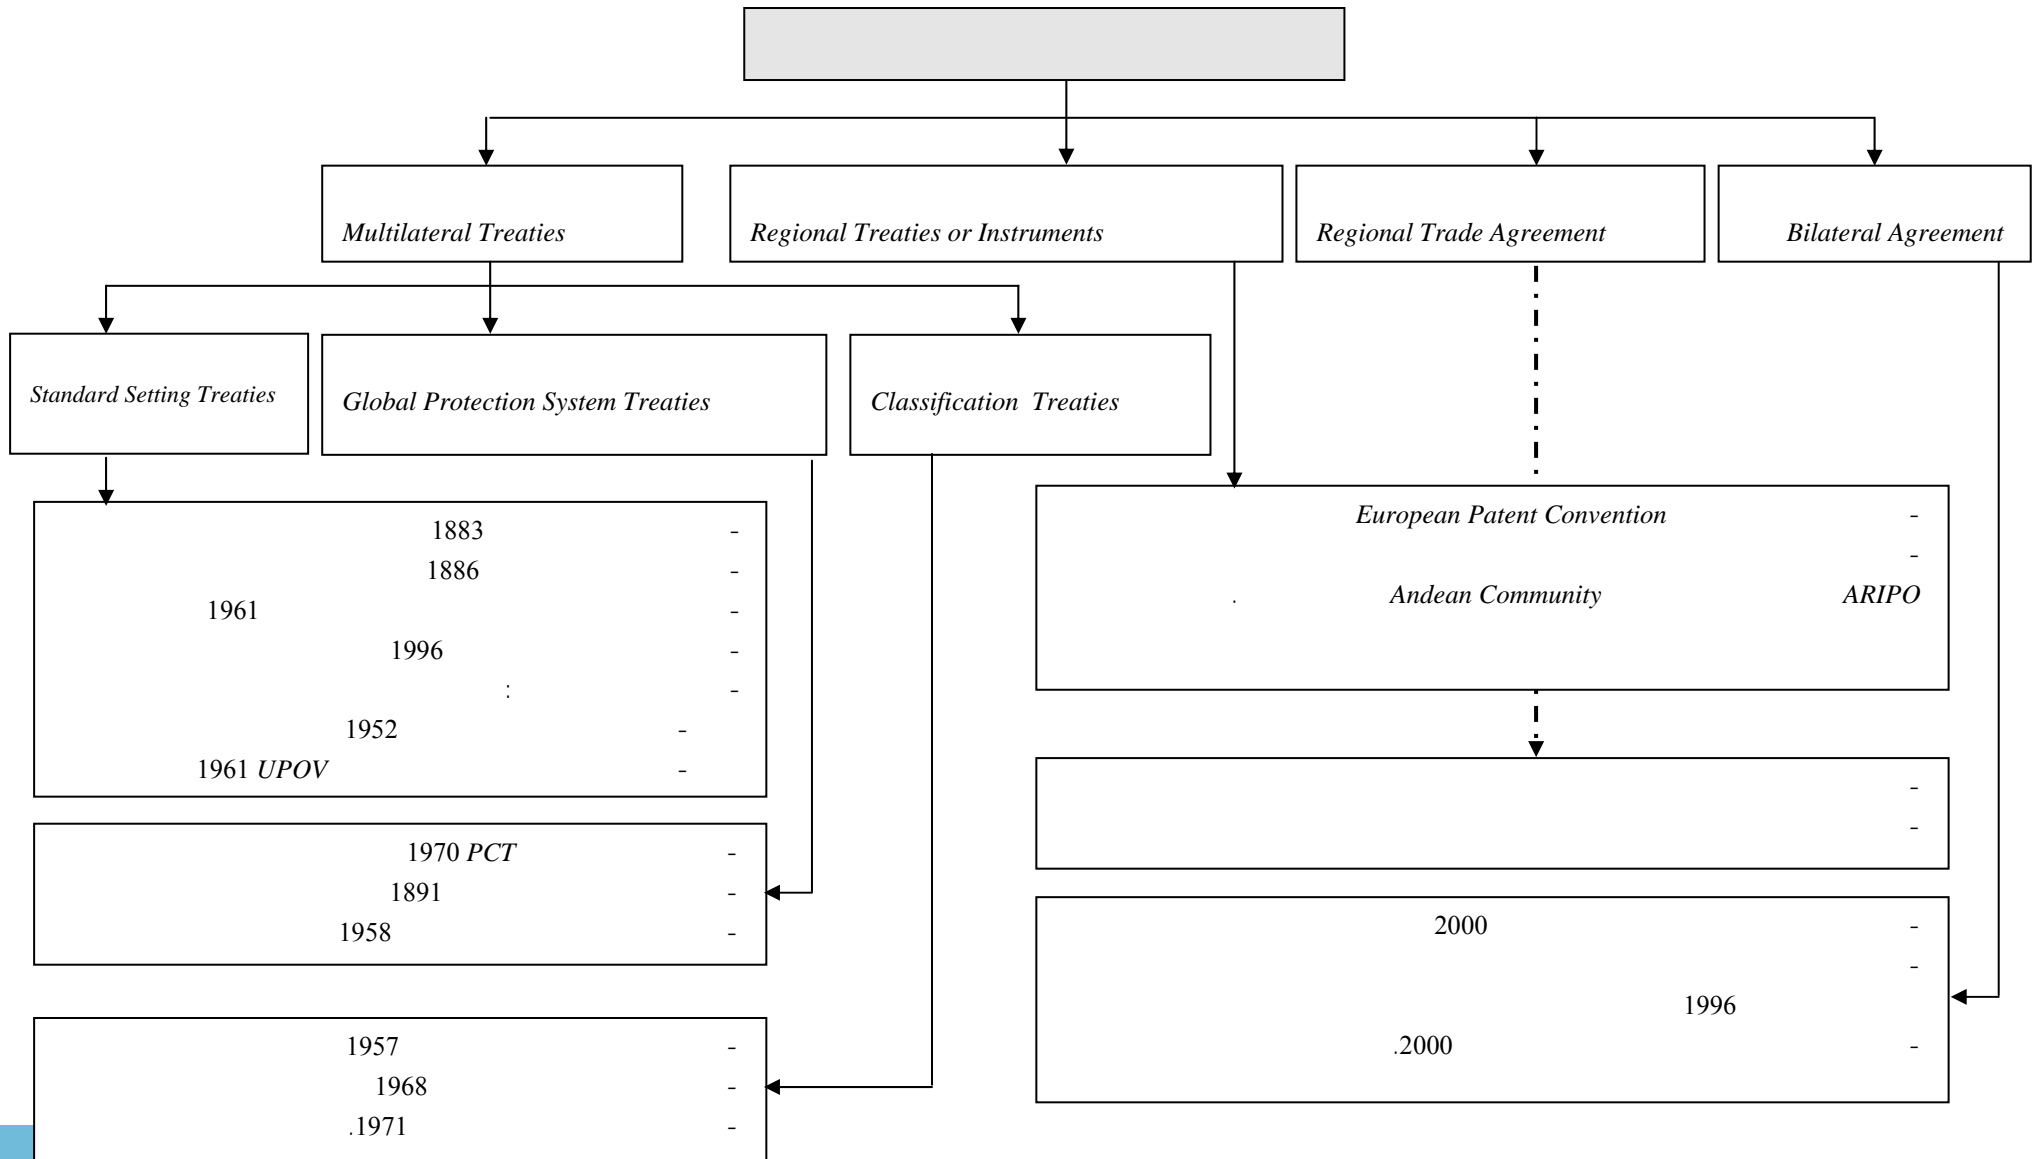 Multilateral Treaties
Regional Treaties or Instruments
Regional Trade Agreement
Bilateral Agreement
Standard Setting Treaties
Global Protection System Treaties
Classification Treaties
- 1883
- 1886
- 1961
- 1996
- :
- 1952
- 1961 UPOV
- 1970 PCT
- 1891
- 1958
- 1957
- 1968
- 1971.
- European Patent Convention
-
ARIPO Andean Community .
-
-
- 2000
-
1996
- 2000.